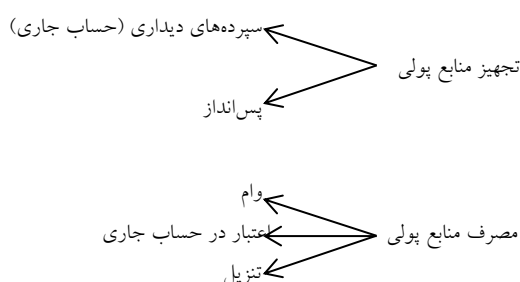 سپرده‌های دیداری (حساب جاری)
تجهیز منابع پولی
پس‌انداز
وام
مصرف منابع پولی
اعتبار در حساب جاری
تنزیل